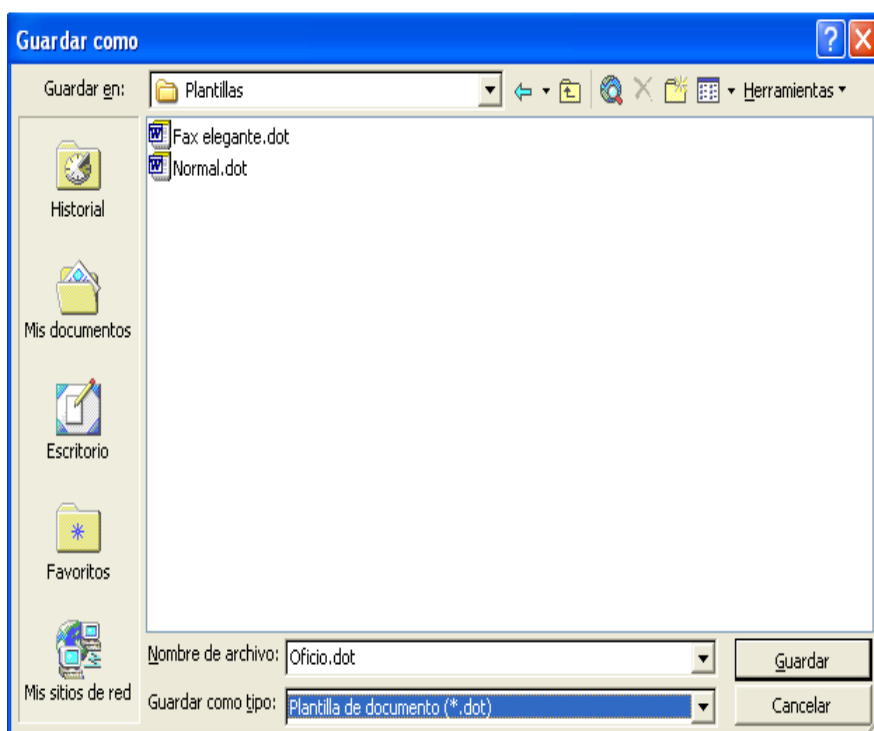 Guardar como
Guardar en: Plantillas Herramientas
Fax elegante.dot
Normal.dot
Historial
Mis documentos
Escritorio
Favoritos
Mis sitios de red
Nombre de archivo: Oficio.dot Guardar
Guardar como tipo: Plantilla de documento (*.dot) Cancelar